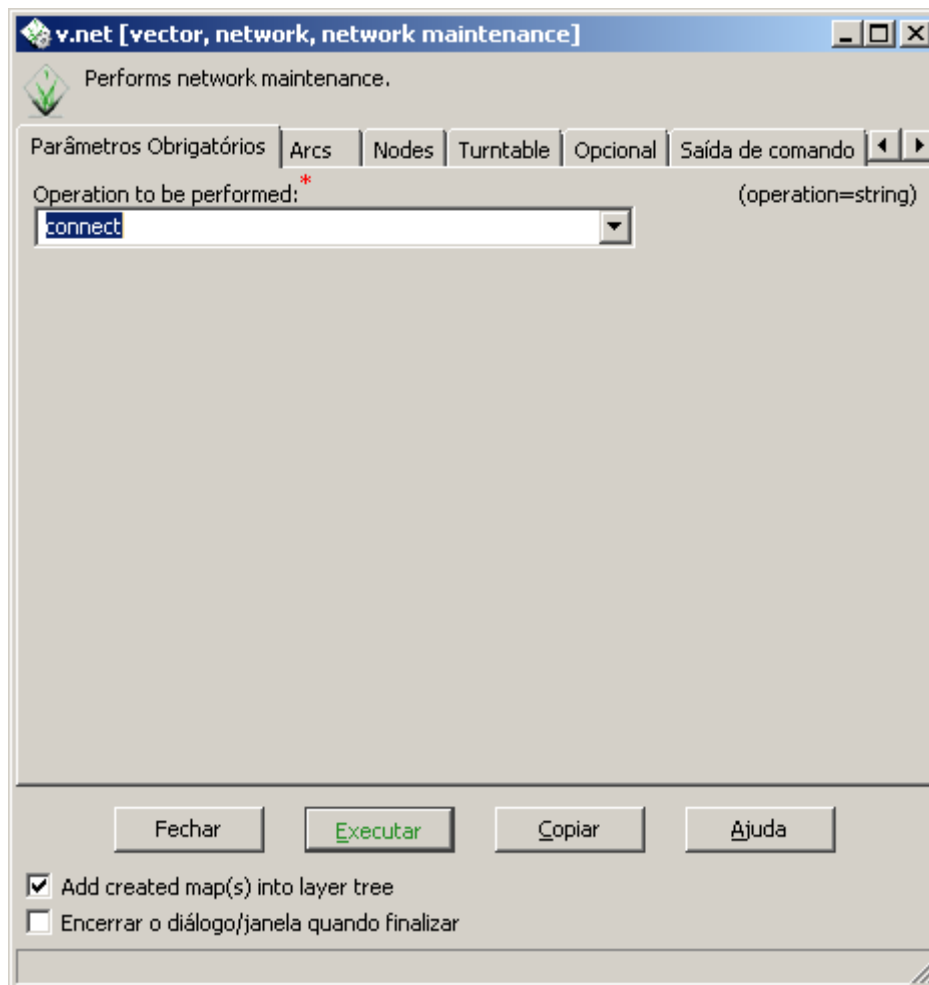 v.net [vector, network, network maintenance]
Performs network maintenance.
Parâmetros Obrigatórios Arcs Nodes Turntable Opcional Saída de comando
Operation to be performed:* (operation=string)
connect
Fechar Executar Copiar Ajuda
Add created map(s) into layer tree
Encerrar o diálogo/janela quando finalizar